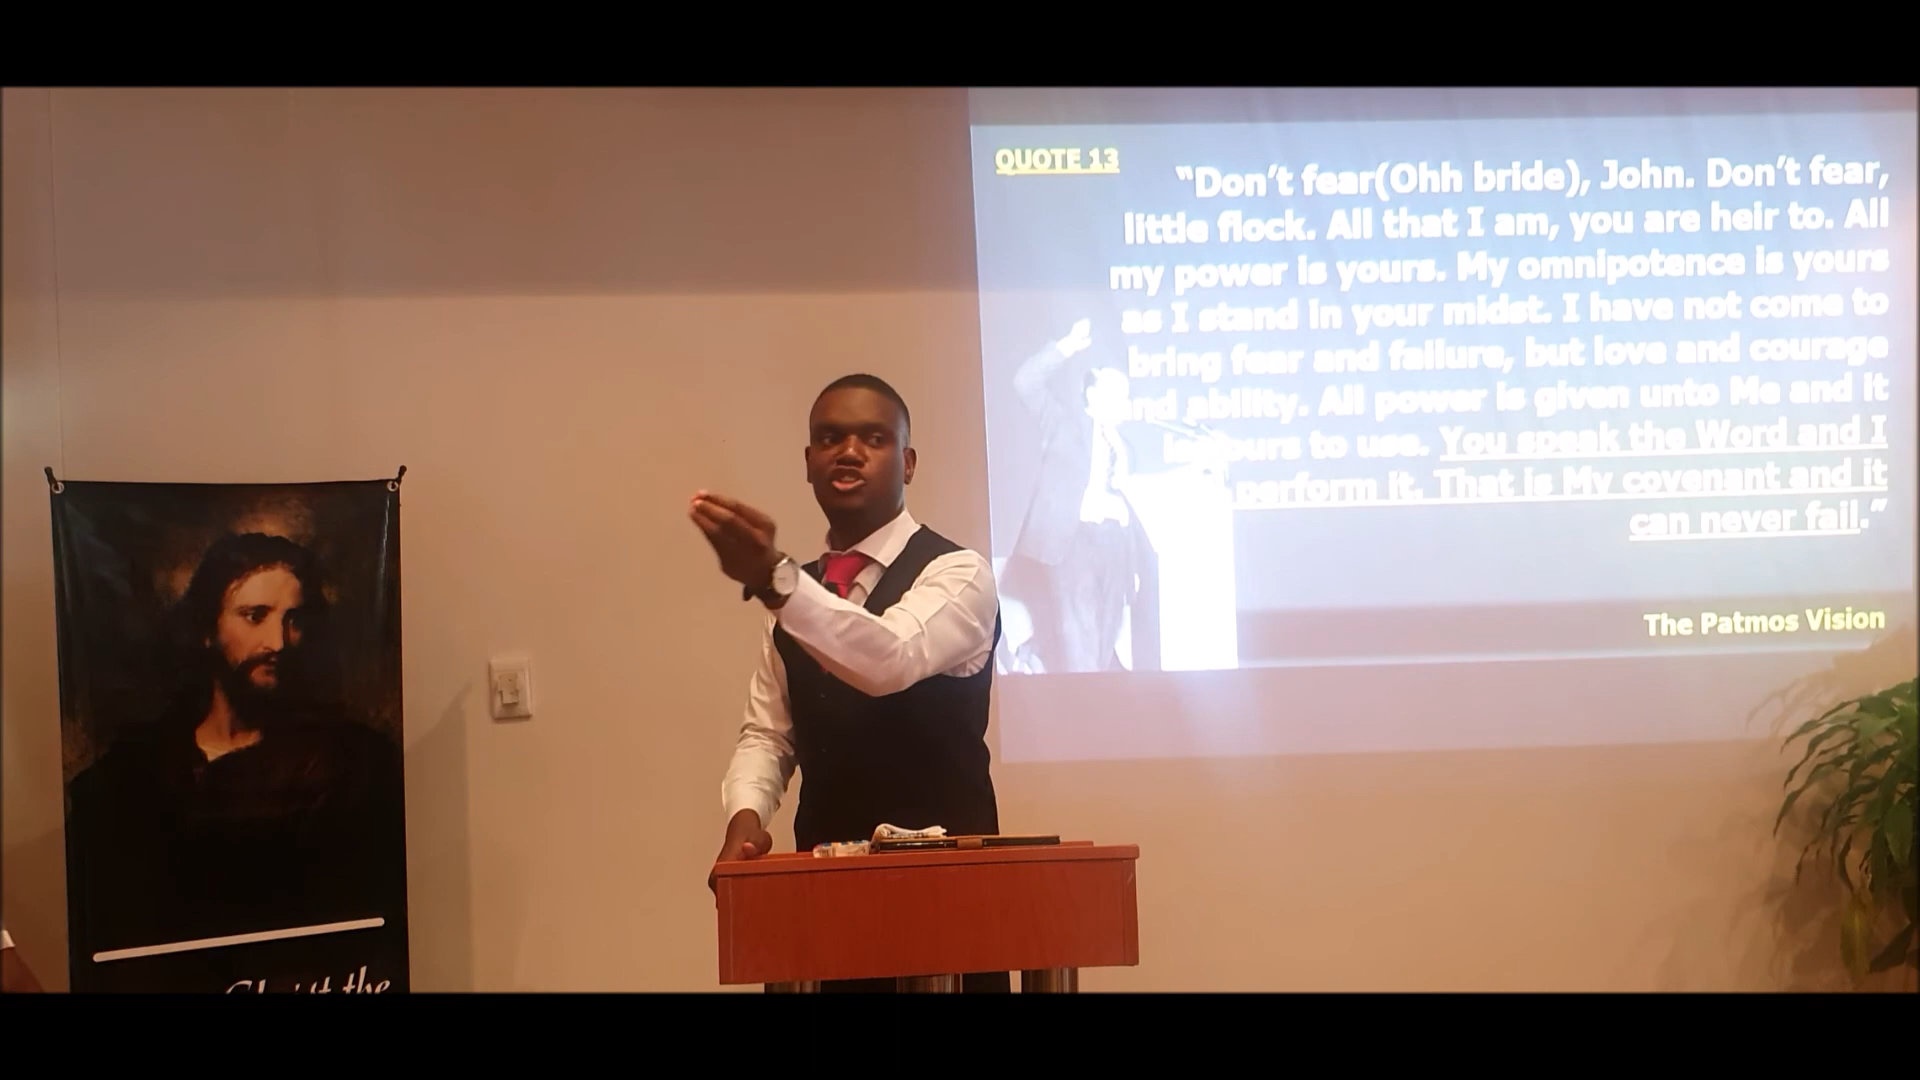 QUOTE 13
"Don't fear(Ohh bride), John. Don't fear,
little flock. All that I am, you are heir to. All
my power is yours. My omnipotence is yours
as I stand in your midst. I have not come to
bring fear and failure, but love and courage
and ability. All power is given unto Me and it
is yours to use. You speak the Word and I
perform it. That is My covenant and it
can never fail."
The Patmos Vision
Christ the